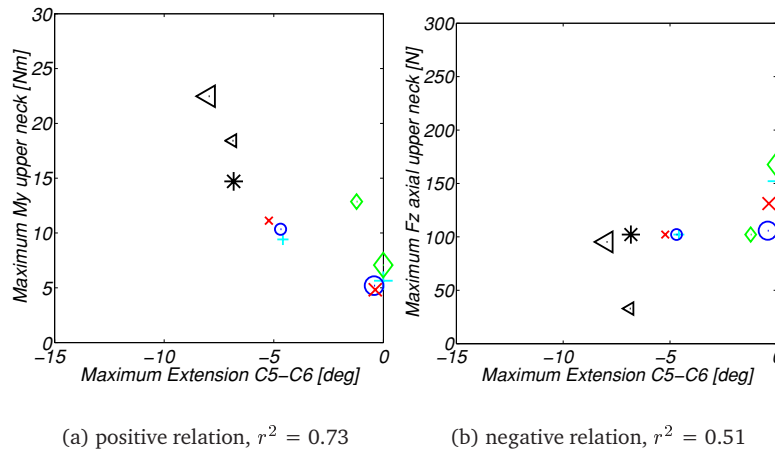 30
25
20
15
10
5
0
Maximum My upper neck [Nm]
−15 −10 −5 0
Maximum Extension C5−C6 [deg]
(a) positive relation, r² = 0.73
300
250
200
150
100
50
0
Maximum Fz axial upper neck [N]
−15 −10 −5 0
Maximum Extension C5−C6 [deg]
(b) negative relation, r² = 0.51